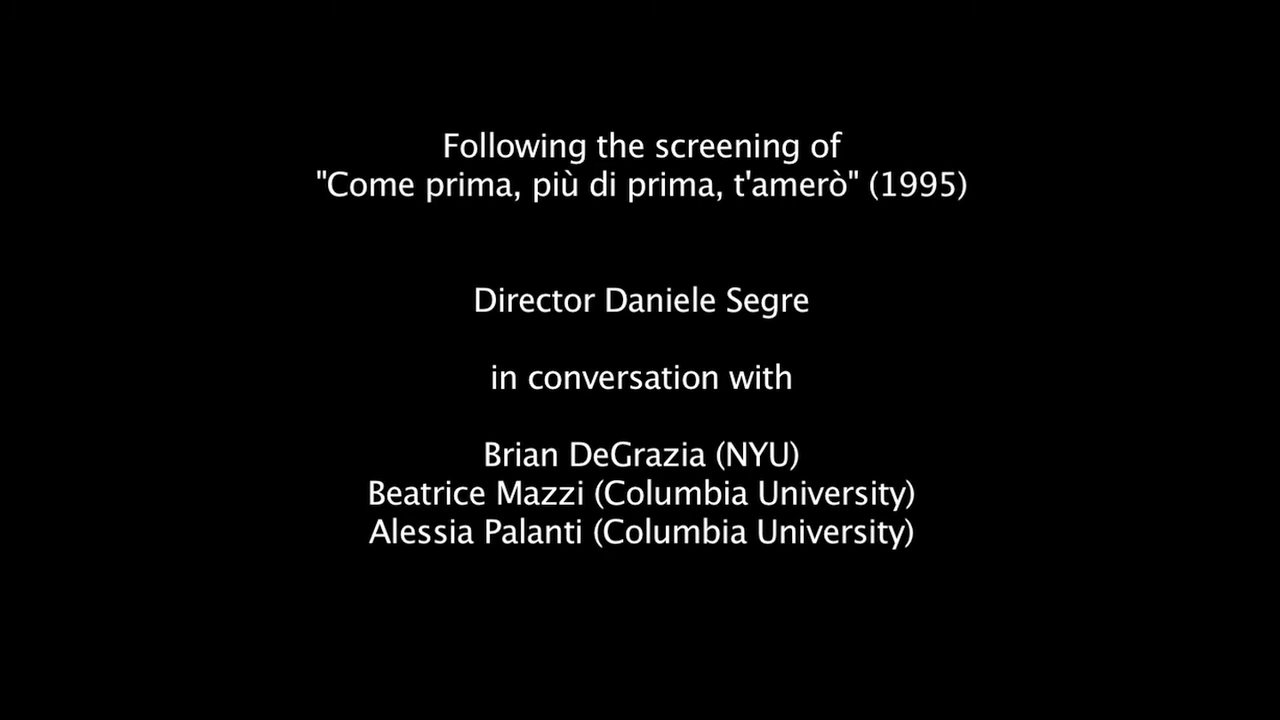 Following the screening of
"Come prima, più di prima, t'amerò" (1995)
Director Daniele Segre
in conversation with
Brian DeGrazia (NYU)
Beatrice Mazzi (Columbia University)
Alessia Palanti (Columbia University)